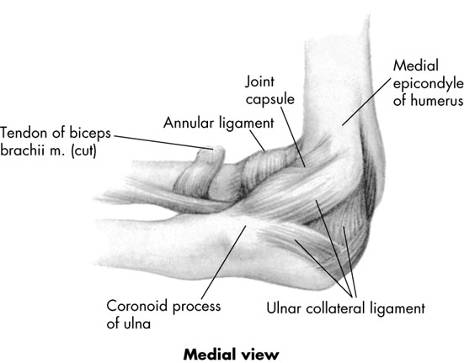 Medial
epicondyle
of humerus
Joint
capsule
Annular ligament
Tendon of biceps
brachii m. (cut)
Coronoid process
of ulna
Ulnar collateral ligament
Medial view